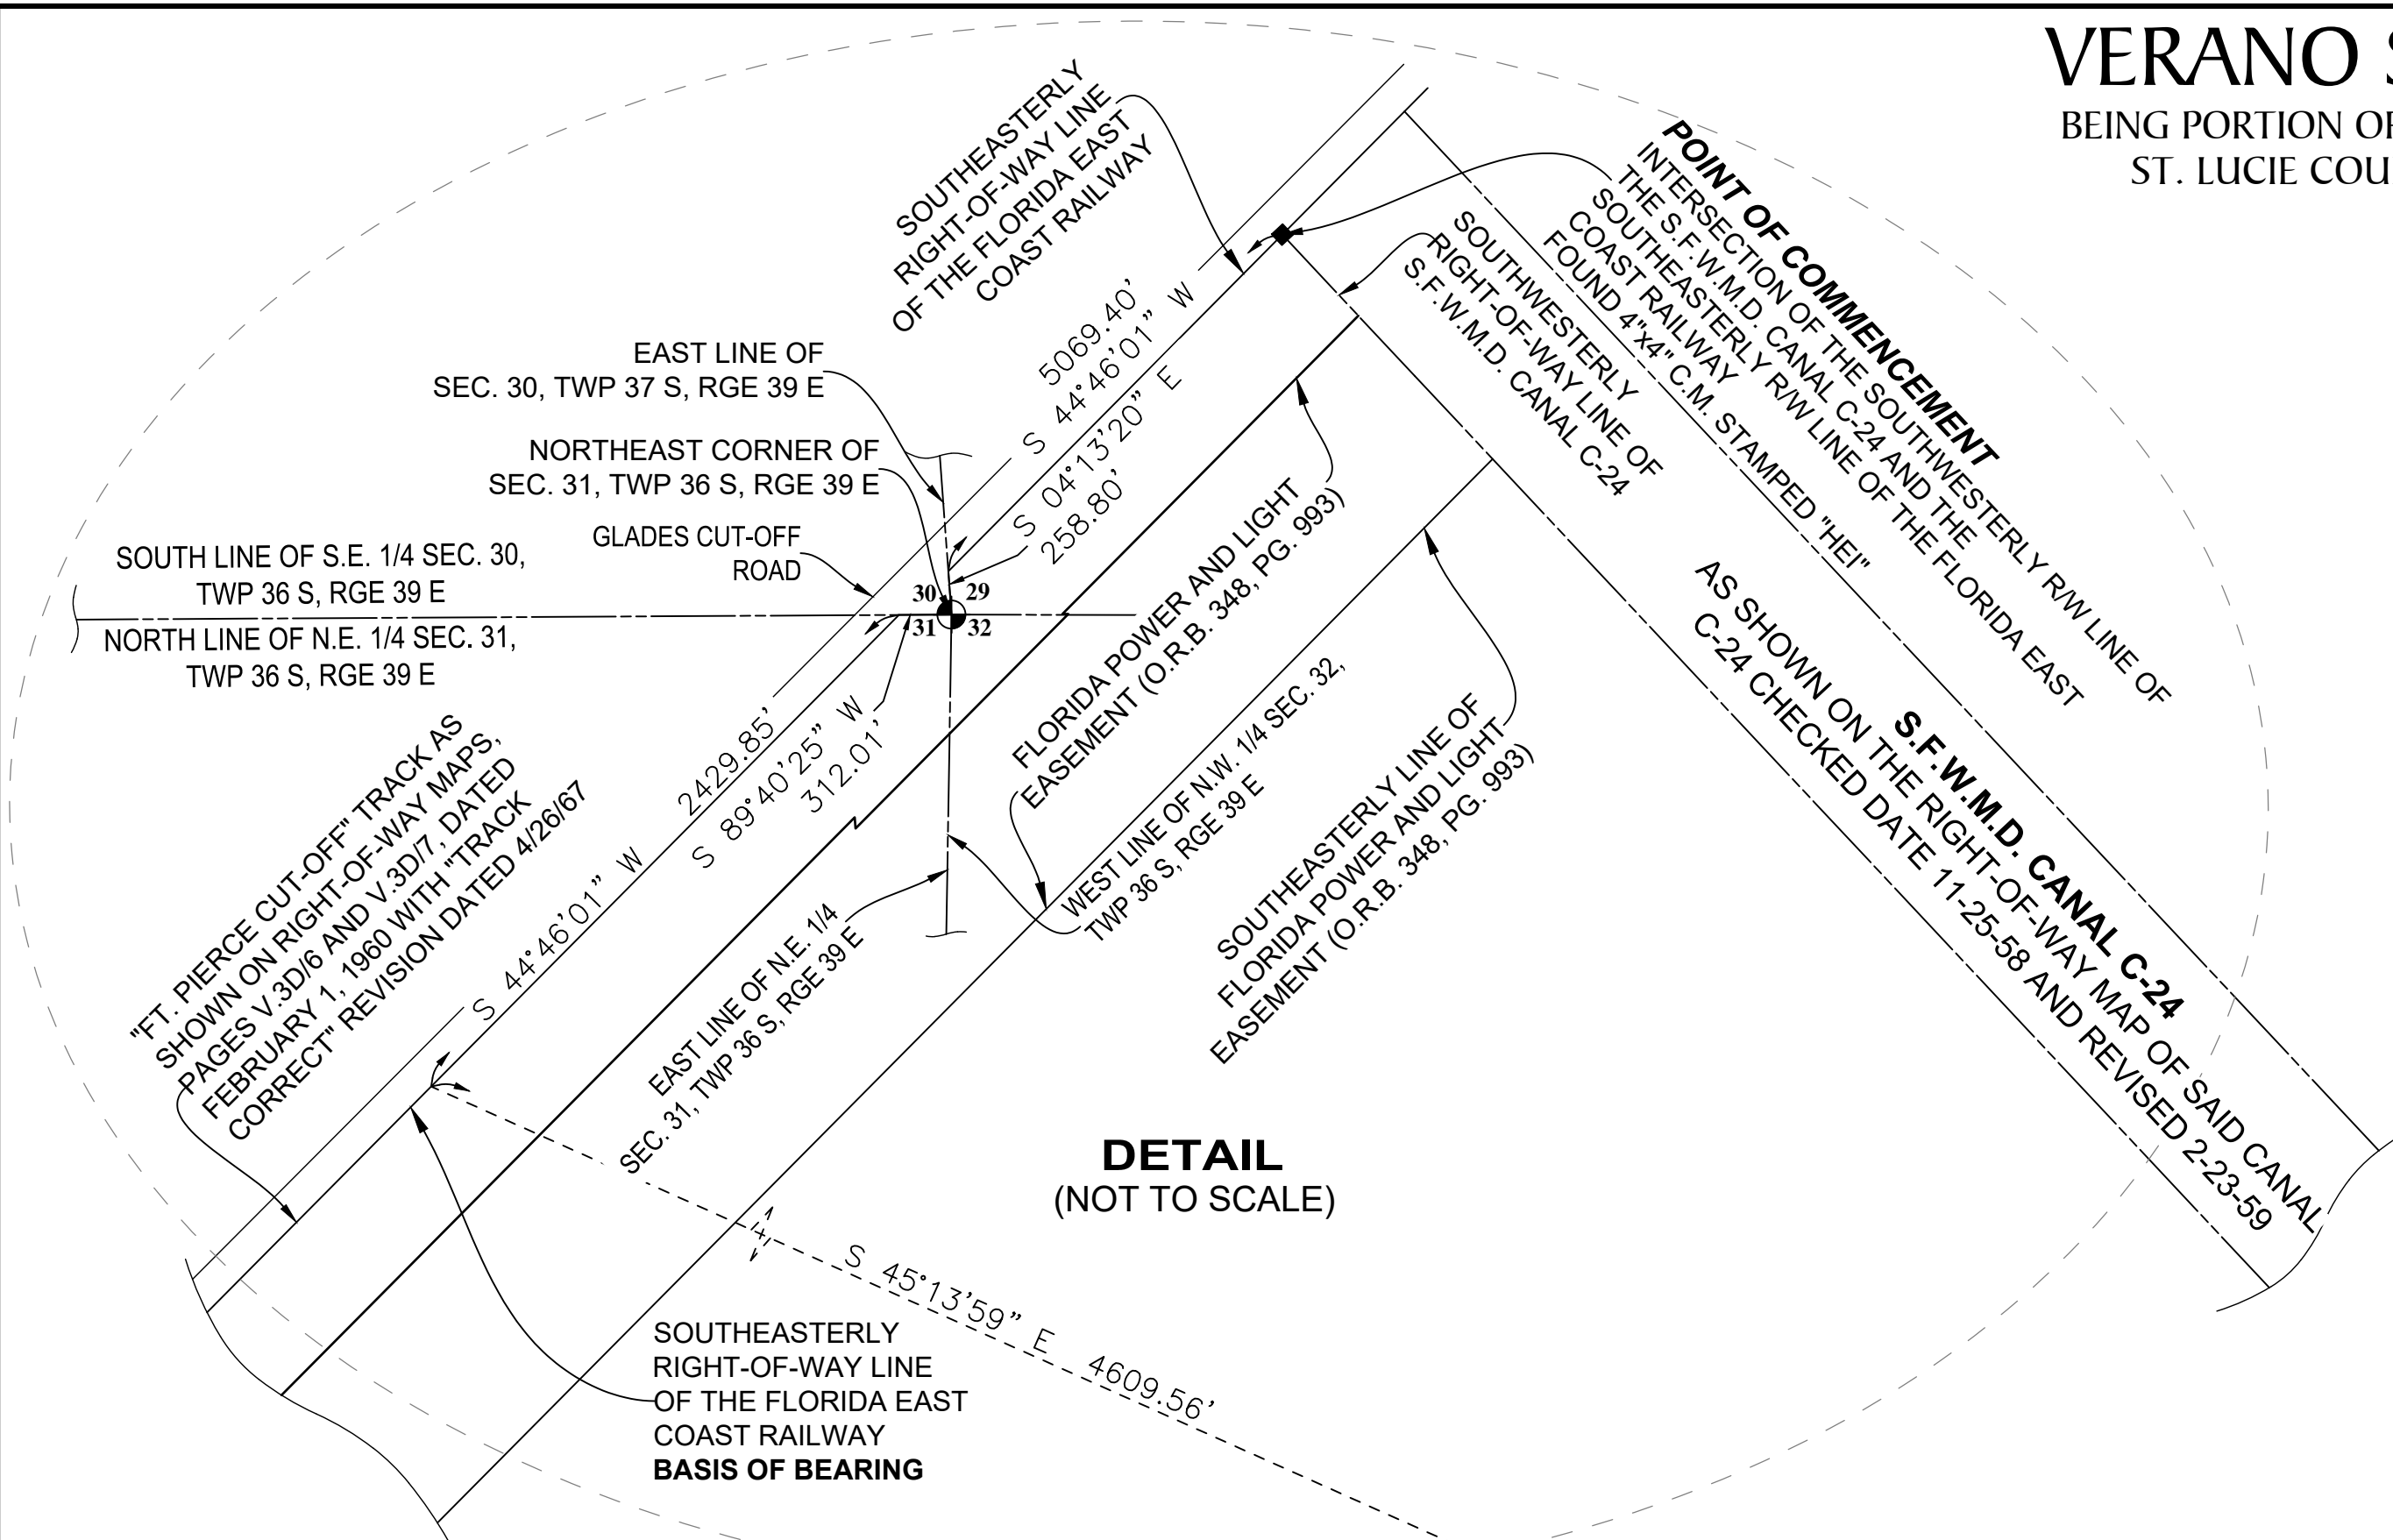 VERANO S
BEING PORTION OF
ST. LUCIE COU
SOUTHEASTERLY
RIGHT-OF-WAY LINE
OF THE FLORIDA EAST
COAST RAILWAY
POINT OF COMMENCEMENT
INTERSECTION OF THE SOUTHWESTERLY R/W LINE OF
THE S.F.W.M.D. CANAL C-24 AND THE
SOUTHEASTERLY R/W LINE OF THE FLORIDA EAST
COAST RAILWAY
FOUND 4"x4" C.M. STAMPED "HEI"
SOUTHWESTERLY
RIGHT-OF-WAY LINE OF
S.F.W.M.D. CANAL C-24
5069.40'
S 44°46'01" W
S 04°13'20" E
258.80'
EAST LINE OF
SEC. 30, TWP 37 S, RGE 39 E
NORTHEAST CORNER OF
SEC. 31, TWP 36 S, RGE 39 E
GLADES CUT-OFF
ROAD
SOUTH LINE OF S.E. 1/4 SEC. 30,
TWP 36 S, RGE 39 E
NORTH LINE OF N.E. 1/4 SEC. 31,
TWP 36 S, RGE 39 E
30 29
31 32
FLORIDA POWER AND LIGHT
EASEMENT (O.R.B. 348, PG. 993)
AS SHOWN ON THE RIGHT-OF-WAY MAP OF SAID CANAL
C-24 CHECKED DATE 11-25-58 AND REVISED 2-23-59
S.F.W.M.D. CANAL C-24
2429.85'
S 89°40'25" W
312.01'
S 44°46'01" W
"FT. PIERCE CUT-OFF" TRACK AS
SHOWN ON RIGHT-OF-WAY MAPS,
PAGES V.3D/6 AND V.3D/7, DATED
FEBRUARY 1, 1960 WITH "TRACK
CORRECT" REVISION DATED 4/26/67
WEST LINE OF N.W. 1/4 SEC. 32,
TWP 36 S, RGE 39 E
SOUTHEASTERLY LINE OF
FLORIDA POWER AND LIGHT
EASEMENT (O.R.B. 348, PG. 993)
EAST LINE OF N.E. 1/4
SEC. 31, TWP 36 S, RGE 39 E
DETAIL
(NOT TO SCALE)
S 45°13'59" E 4609.56'
SOUTHEASTERLY
RIGHT-OF-WAY LINE
OF THE FLORIDA EAST
COAST RAILWAY
BASIS OF BEARING